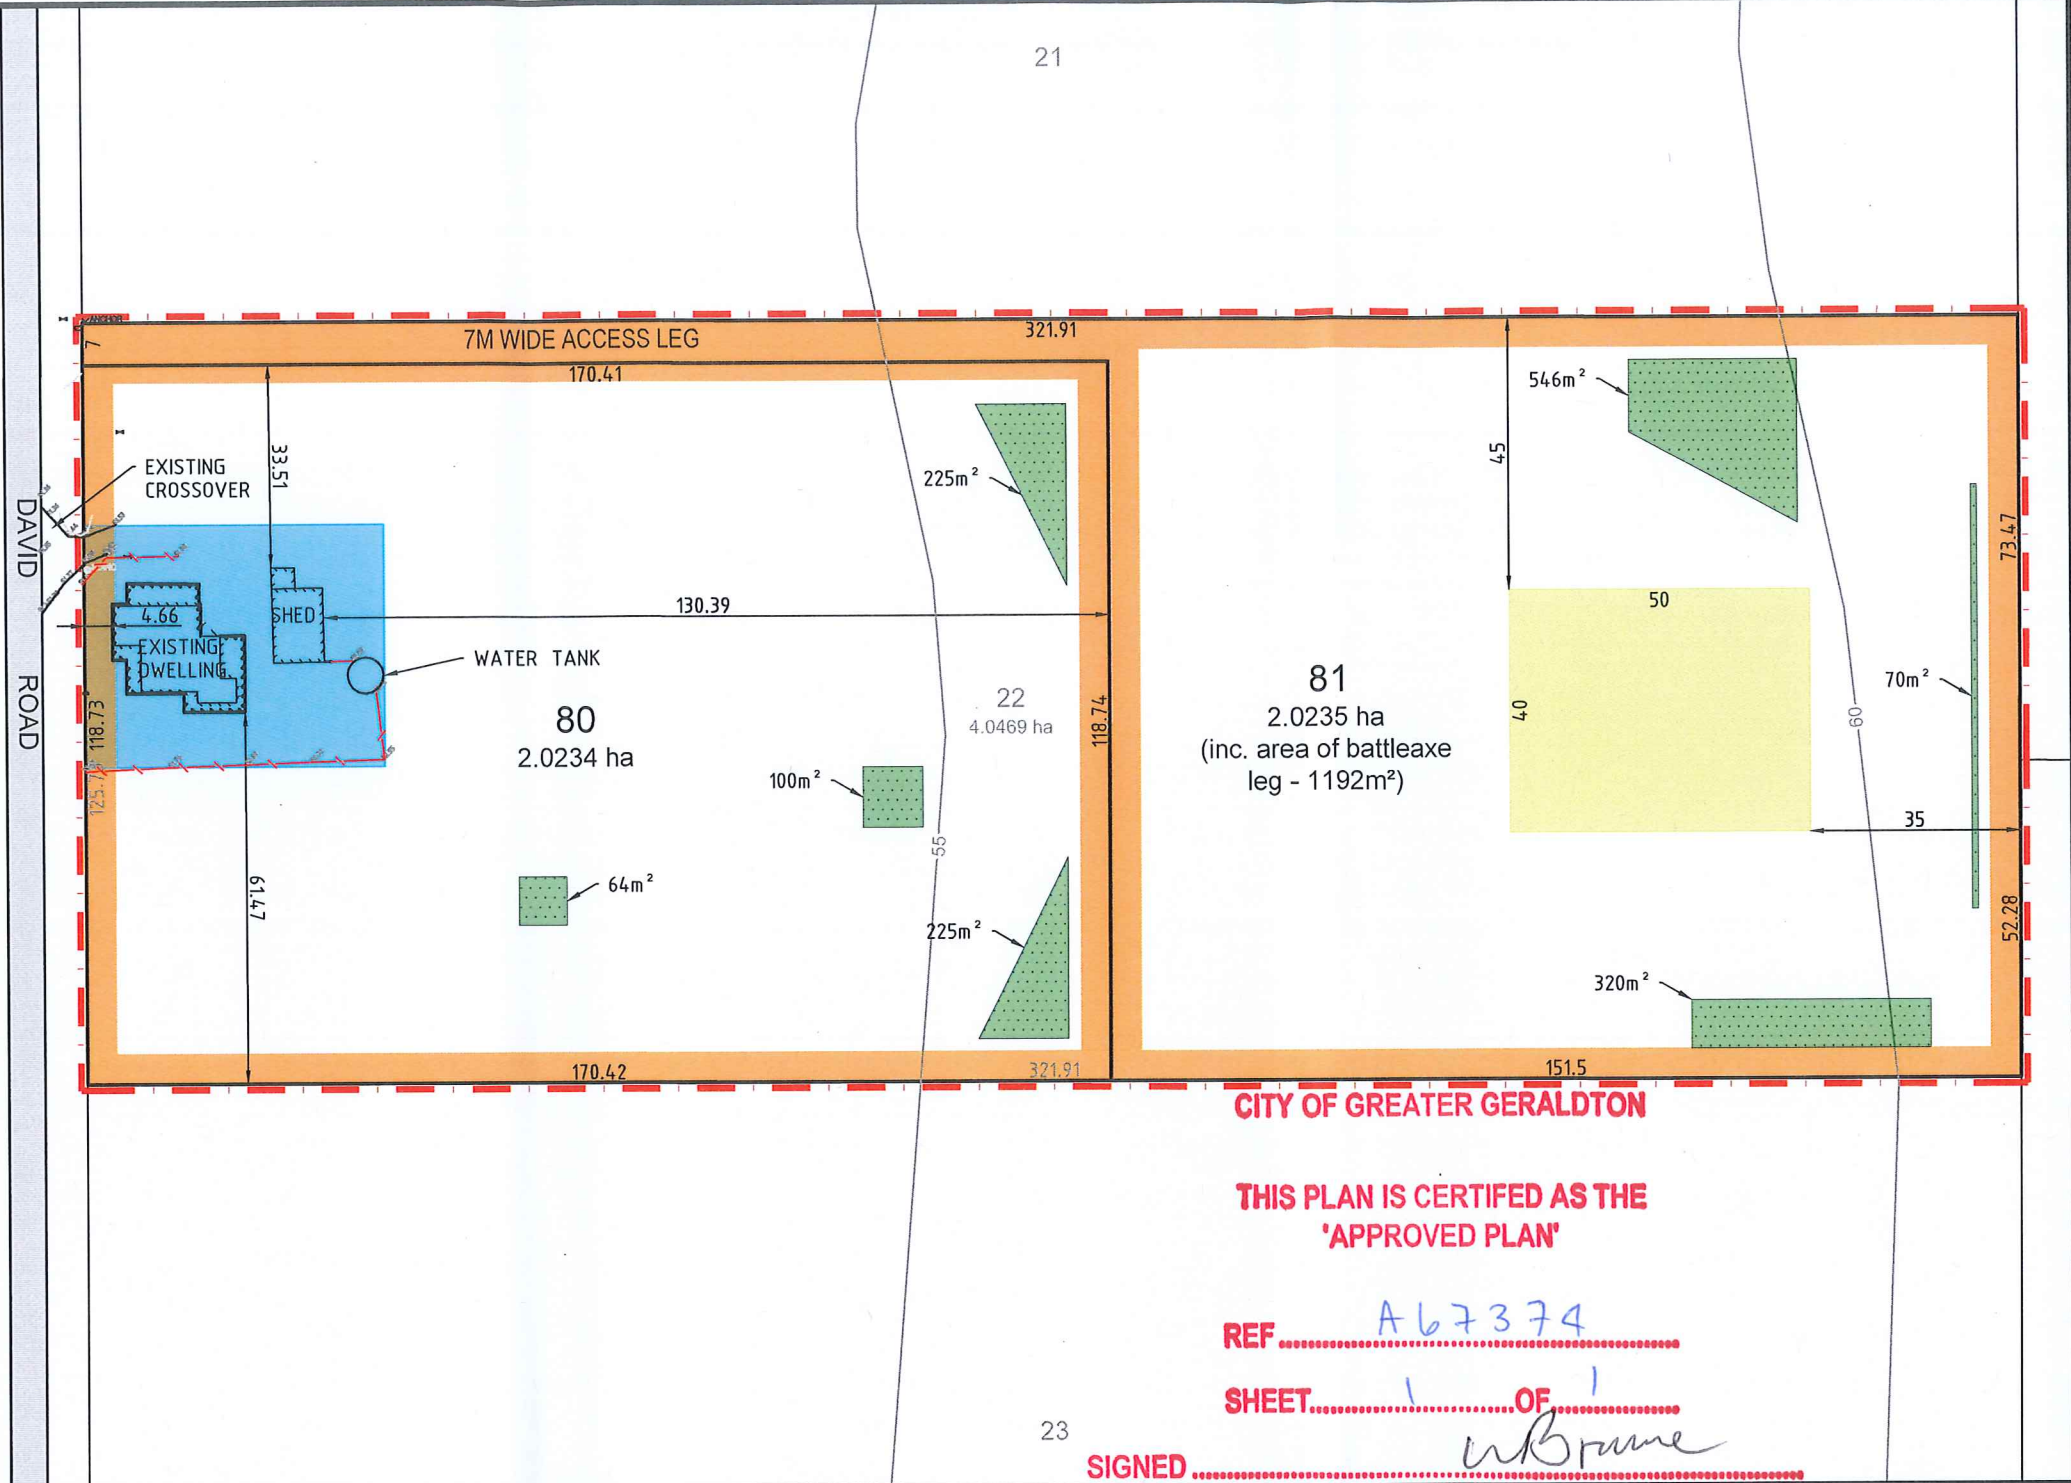 21
7M WIDE ACCESS LEG
321.91
7
170.41
546m²
EXISTING
CROSSOVER
33.51
225m²
45
73.47
DAVID ROAD
4.66
SHED
130.39
50
EXISTING
DWELLING
WATER TANK
118.73
80
2.0234 ha
22
4.0469 ha
118.74
81
2.0235 ha
(inc. area of battleaxe
leg - 1192m²)
40
60
70m²
100m²
55
35
61.47
64m²
225m²
52.28
320m²
170.42
321.91
151.5
CITY OF GREATER GERALDTON
THIS PLAN IS CERTIFED AS THE
'APPROVED PLAN'
REF A67374
SHEET 1 OF 1
23
SIGNED